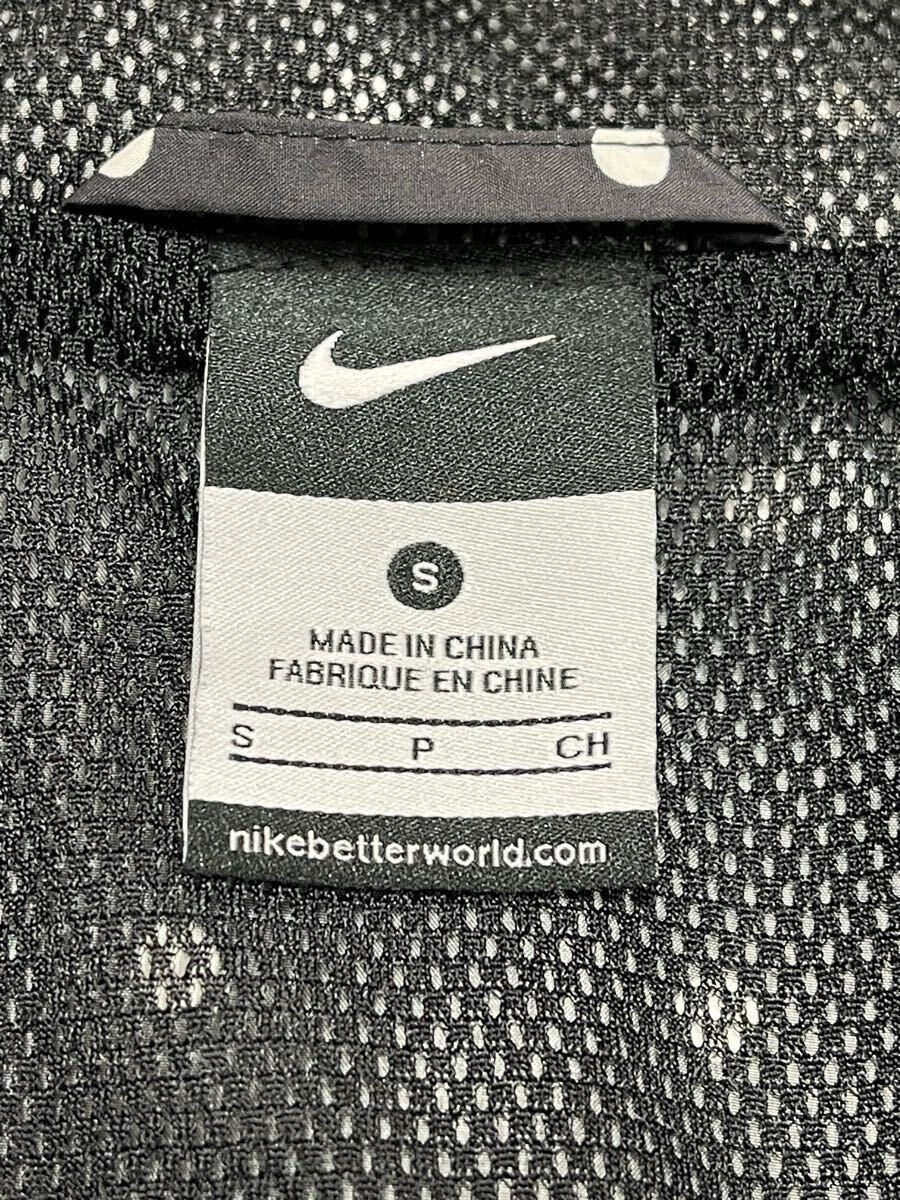 S
MADE IN CHINA
FABRIQUE EN CHINE
S P CH
nikebetterworld.com